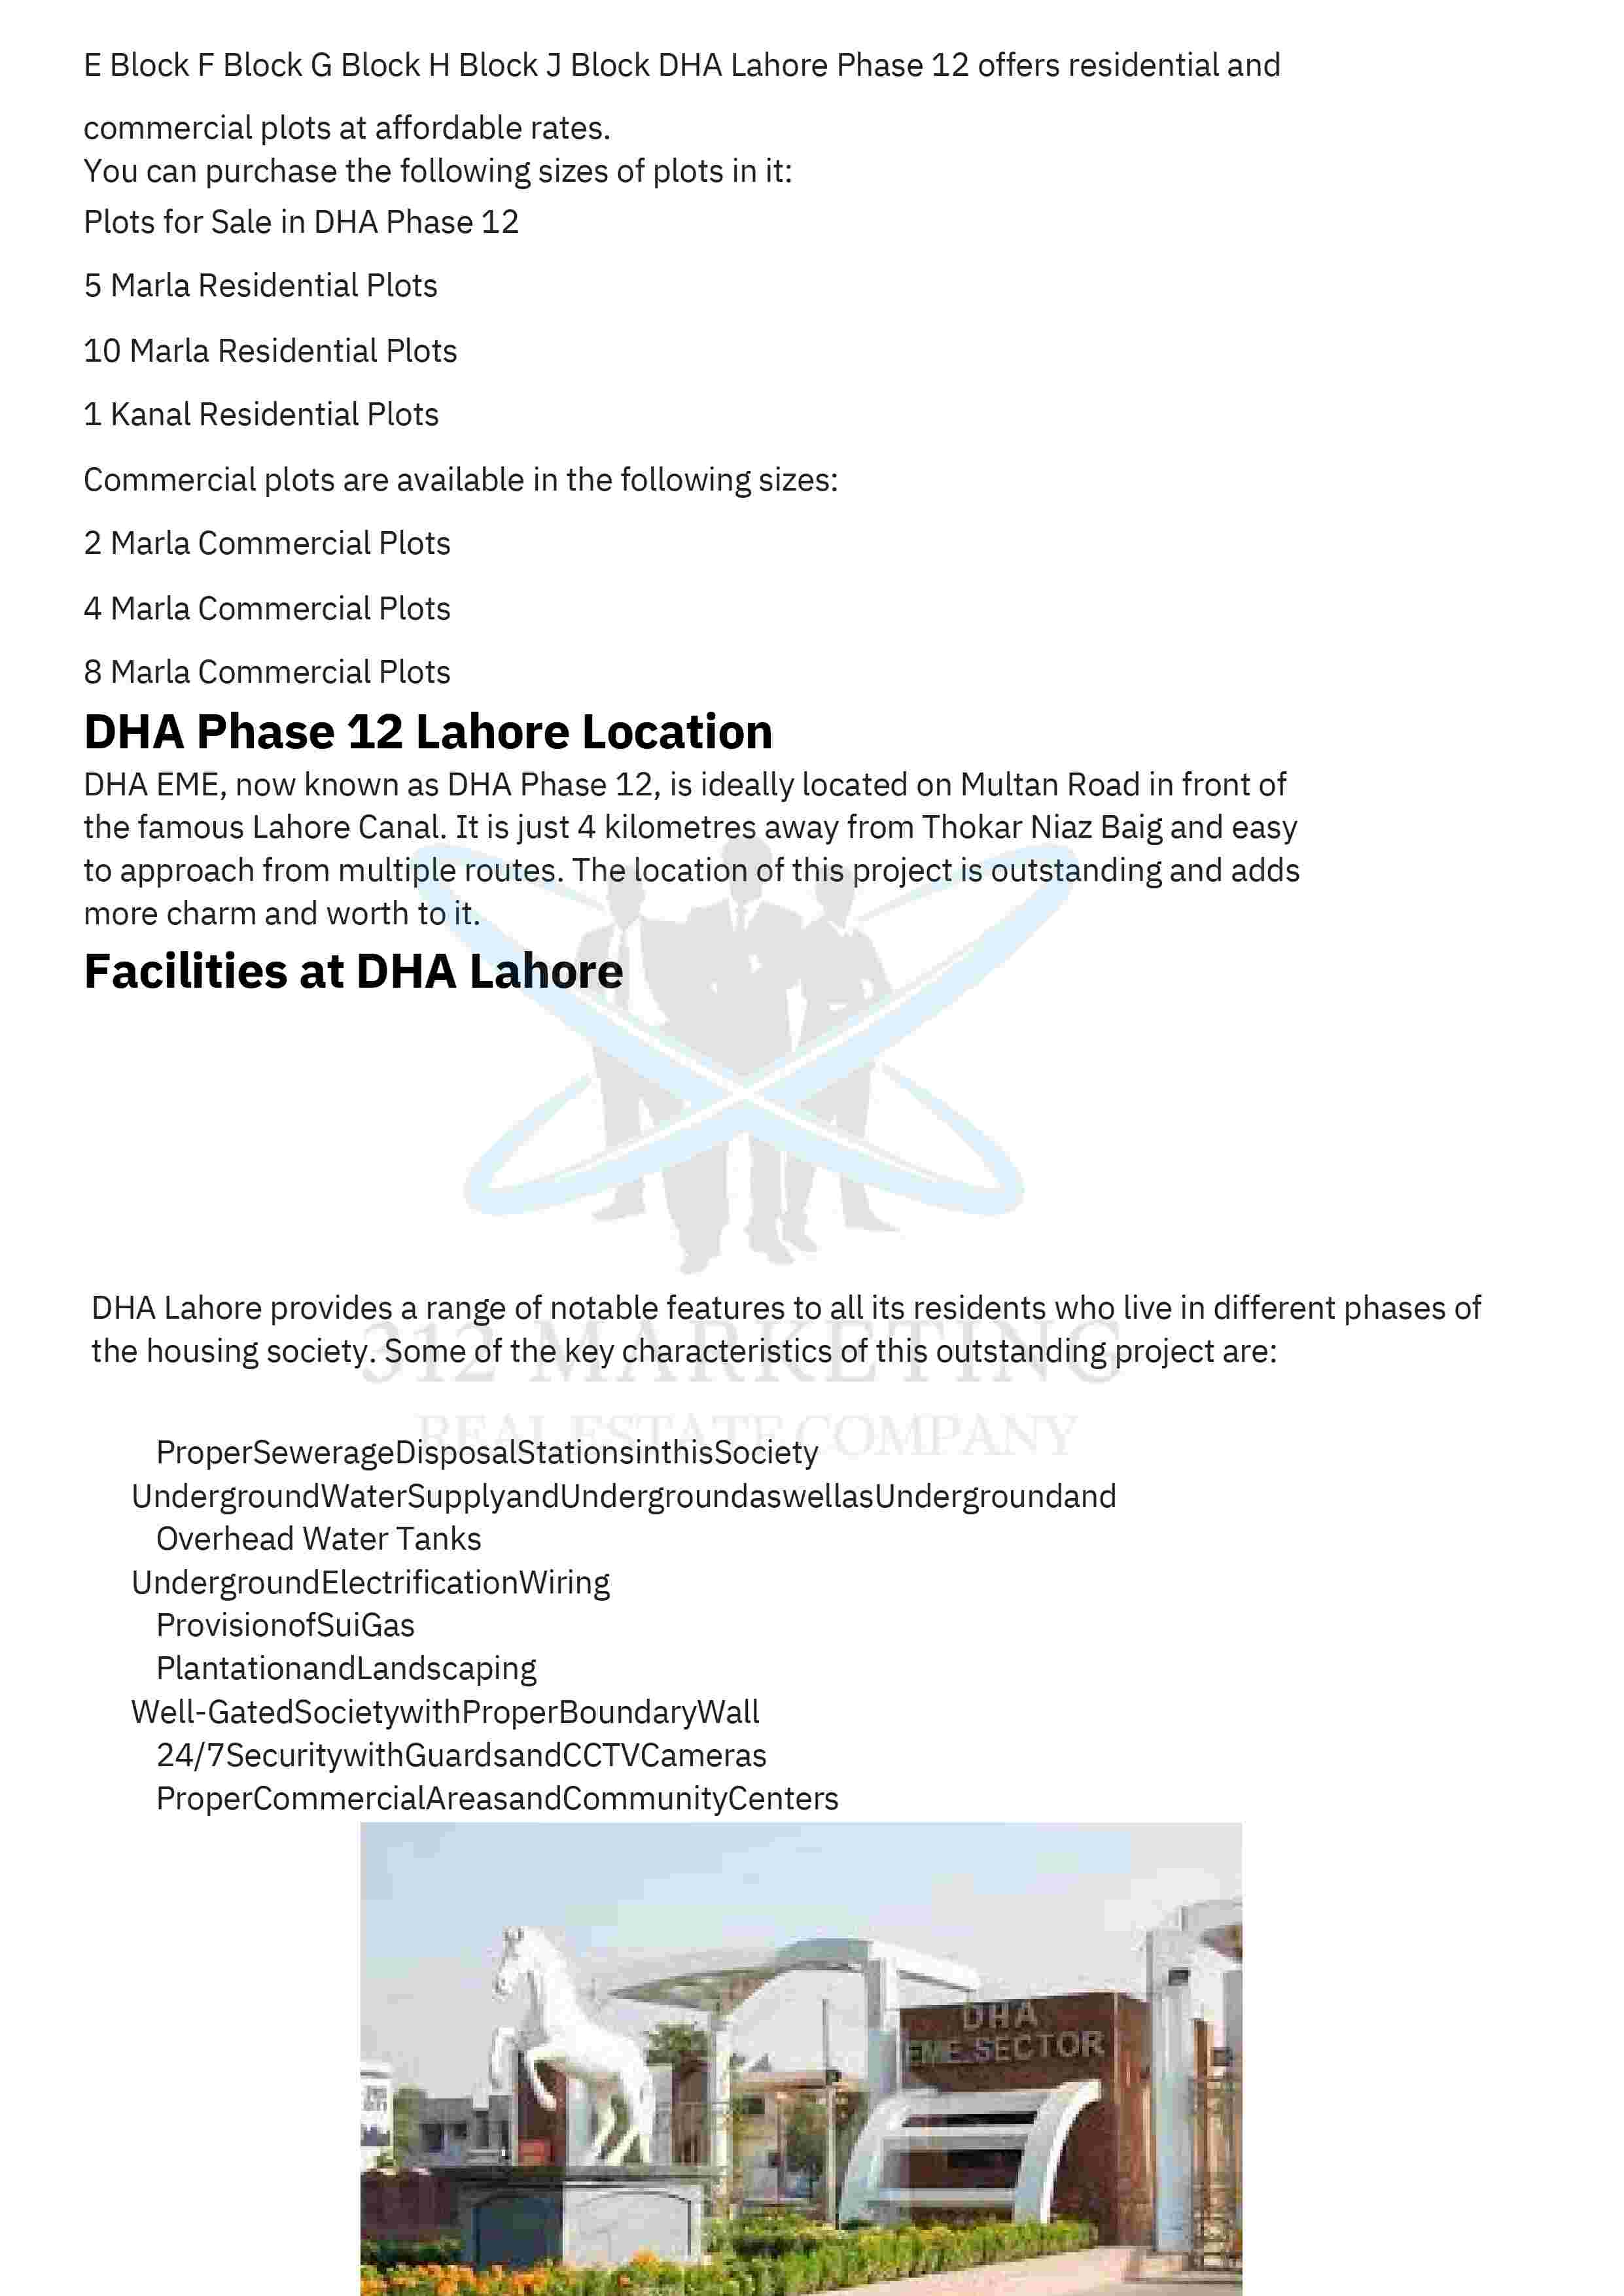 E Block F Block G Block H Block J Block DHA Lahore Phase 12 offers residential and
commercial plots at affordable rates.
You can purchase the following sizes of plots in it:
Plots for Sale in DHA Phase 12
5 Marla Residential Plots
10 Marla Residential Plots
1 Kanal Residential Plots
Commercial plots are available in the following sizes:
2 Marla Commercial Plots
4 Marla Commercial Plots
8 Marla Commercial Plots
DHA Phase 12 Lahore Location
DHA EME, now known as DHA Phase 12, is ideally located on Multan Road in front of
the famous Lahore Canal. It is just 4 kilometres away from Thokar Niaz Baig and easy
to approach from multiple routes. The location of this project is outstanding and adds
more charm and worth to it.
Facilities at DHA Lahore
DHA Lahore provides a range of notable features to all its residents who live in different phases of
the housing society. Some of the key characteristics of this outstanding project are:
312 MARKETING
REAL ESTATE COMPANY
ProperSewerageDisposalStationsinthisSociety
UndergroundWaterSupplyandUndergroundaswellasUndergroundand
Overhead Water Tanks
UndergroundElectrificationWiring
ProvisionofSuiGas
PlantationandLandscaping
Well-GatedSocietywithProperBoundaryWall
24/7SecuritywithGuardsandCCTVCameras
ProperCommercialAreasandCommunityCenters
DHA
EME SECTOR